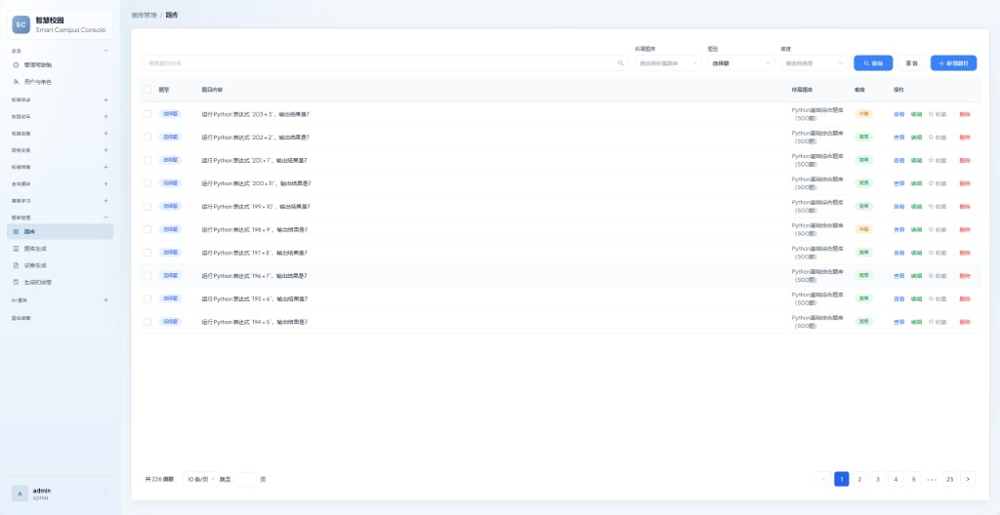 SC
智慧校园
Smart Campus Console
总览
管理驾驶舱
用户与角色
校园活动
校园论坛
课程学习
题库管理
题库
题库生成
试卷生成
生成的试卷
AI 模块
A
admin
ADMIN
题库管理 / 题库
搜索题目内容
所属题库
请选择所属题库
题型
选择题
难度
请选择难度
查询
重置
新增题目
题型 题目内容 所属题库 难度 操作
选择题 运行 Python 表达式 `203 + 3`，输出结果是? Python基础综合题库（500题） 中等 查看 编辑 收藏 删除
选择题 运行 Python 表达式 `202 + 2`，输出结果是? Python基础综合题库（500题） 简单 查看 编辑 收藏 删除
选择题 运行 Python 表达式 `201 + 1`，输出结果是? Python基础综合题库（500题） 简单 查看 编辑 收藏 删除
选择题 运行 Python 表达式 `200 + 11`，输出结果是? Python基础综合题库（500题） 简单 查看 编辑 收藏 删除
选择题 运行 Python 表达式 `199 + 10`，输出结果是? Python基础综合题库（500题） 简单 查看 编辑 收藏 删除
选择题 运行 Python 表达式 `198 + 9`，输出结果是? Python基础综合题库（500题） 中等 查看 编辑 收藏 删除
选择题 运行 Python 表达式 `197 + 8`，输出结果是? Python基础综合题库（500题） 简单 查看 编辑 收藏 删除
选择题 运行 Python 表达式 `196 + 7`，输出结果是? Python基础综合题库（500题） 简单 查看 编辑 收藏 删除
选择题 运行 Python 表达式 `195 + 6`，输出结果是? Python基础综合题库（500题） 简单 查看 编辑 收藏 删除
选择题 运行 Python 表达式 `194 + 5`，输出结果是? Python基础综合题库（500题） 简单 查看 编辑 收藏 删除
共 226 道题 10 条/页 跳至 页
1 2 3 4 5 ··· 23